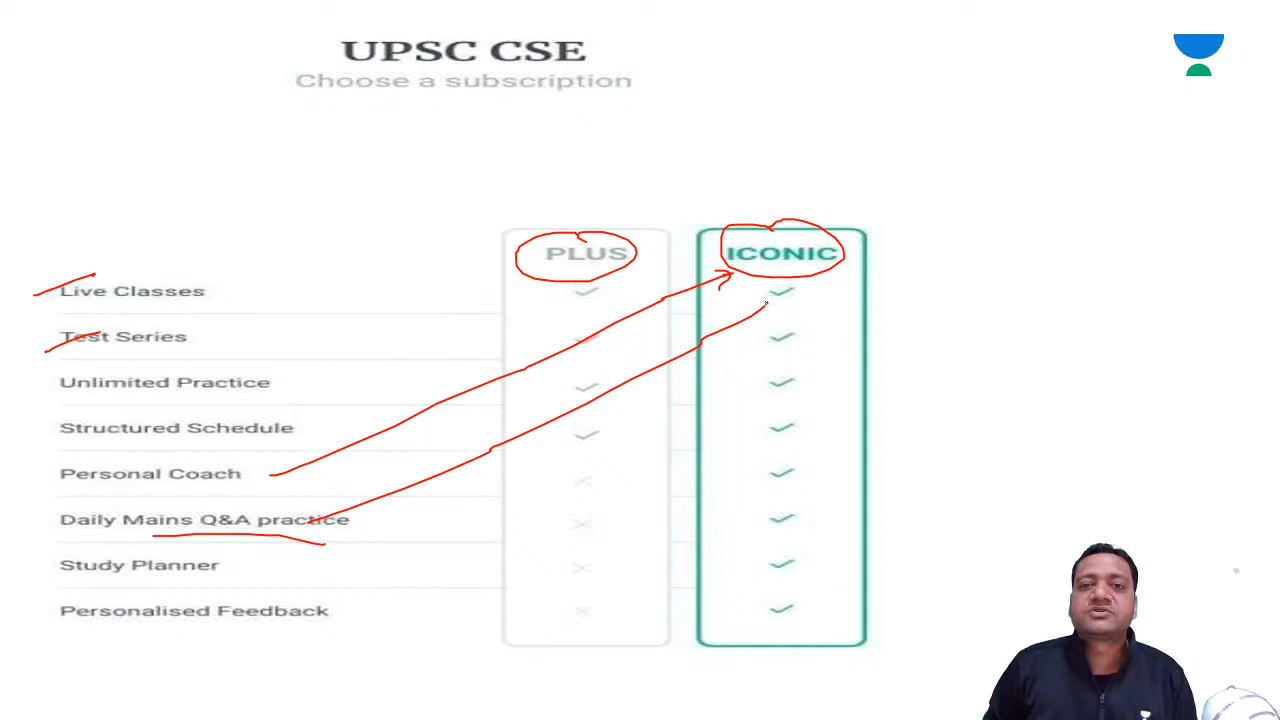 UPSC CSE
Choose a subscription
PLUS ICONIC
Live Classes
Test Series
Unlimited Practice
Structured Schedule
Personal Coach
Daily Mains Q&A practice
Study Planner
Personalised Feedback